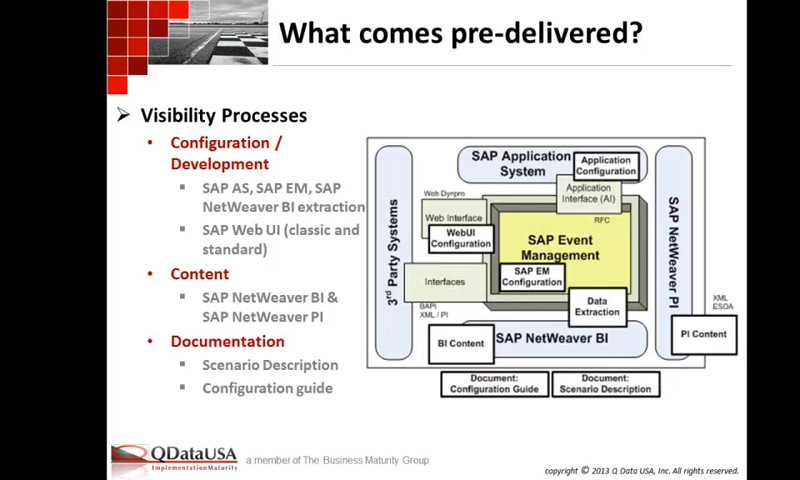 What comes pre-delivered?
Visibility Processes
Configuration /
Development
SAP AS, SAP EM, SAP
NetWeaver BI extraction
SAP Web UI (classic and
standard)
Content
SAP NetWeaver BI &
SAP NetWeaver PI
Documentation
Scenario Description
Configuration guide
3rd Party Systems
SAP Application
System
Application
Configuration
Application
Interface (AI)
Web Dynpro
Web Interface
WebUI
Configuration
RFC
SAP Event
Management
SAP EM
Configuration
Interfaces
BAPI
XML / PI
Data
Extraction
SAP NetWeaver PI
XML
ESOA
PI Content
BI Content
SAP NetWeaver BI
Document:
Configuration Guide
Document:
Scenario Description
QDataUSA
ImplementationMaturity
a member of The Business Maturity Group
copyright © 2013 Q Data USA, Inc. All rights reserved.